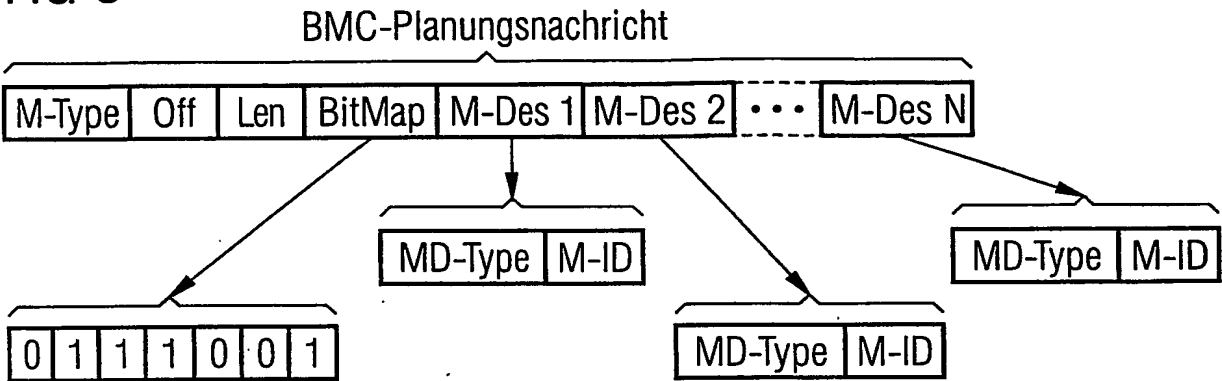 BMC-Planungsnachricht
M-Type Off Len BitMap M-Des 1 M-Des 2 ••• M-Des N
MD-Type M-ID MD-Type M-ID
0 1 1 1 0 0 1 MD-Type M-ID